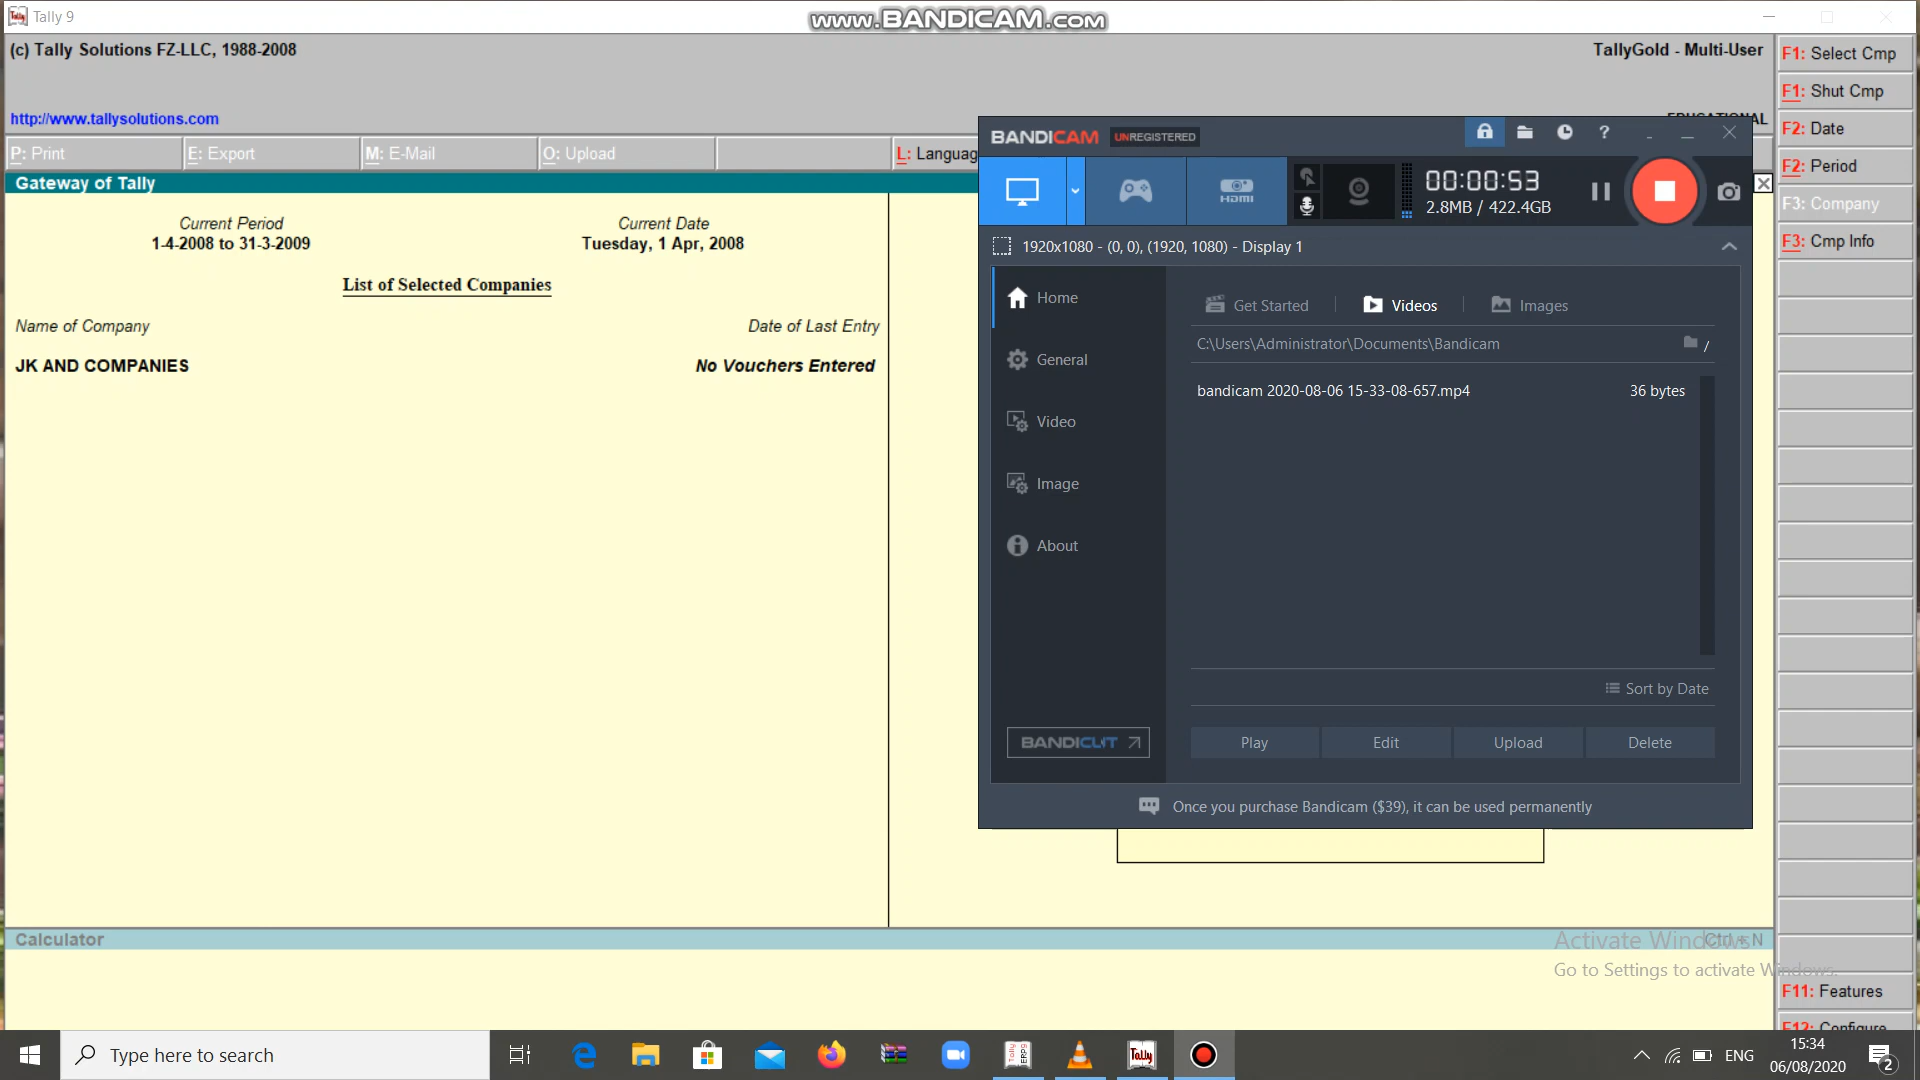 Tally 9
www.BANDICAM.com
(c) Tally Solutions FZ-LLC, 1988-2008
TallyGold - Multi-User
http://www.tallysolutions.com
P: Print
E: Export
M: E-Mail
O: Upload
L: Languag
Gateway of Tally
Current Period
1-4-2008 to 31-3-2009
Current Date
Tuesday, 1 Apr, 2008
List of Selected Companies
Name of Company
Date of Last Entry
JK AND COMPANIES
No Vouchers Entered
BANDICAM UNREGISTERED
?
HDMI
00:00:53
2.8MB / 422.4GB
1920x1080 - (0, 0), (1920, 1080) - Display 1
Home
General
Video
Image
About
BANDICUT
Get Started
Videos
Images
C:\Users\Administrator\Documents\Bandicam
/
bandicam 2020-08-06 15-33-08-657.mp4
36 bytes
Sort by Date
Play
Edit
Upload
Delete
Once you purchase Bandicam ($39), it can be used permanently
F1: Select Cmp
F1: Shut Cmp
F2: Date
F2: Period
F3: Company
F3: Cmp Info
F11: Features
F12: Configure
Calculator
Ctrl + N
Activate Windows
Go to Settings to activate Windows.
Type here to search
Tally ERP9
Tally
ENG
15:34
06/08/2020
2